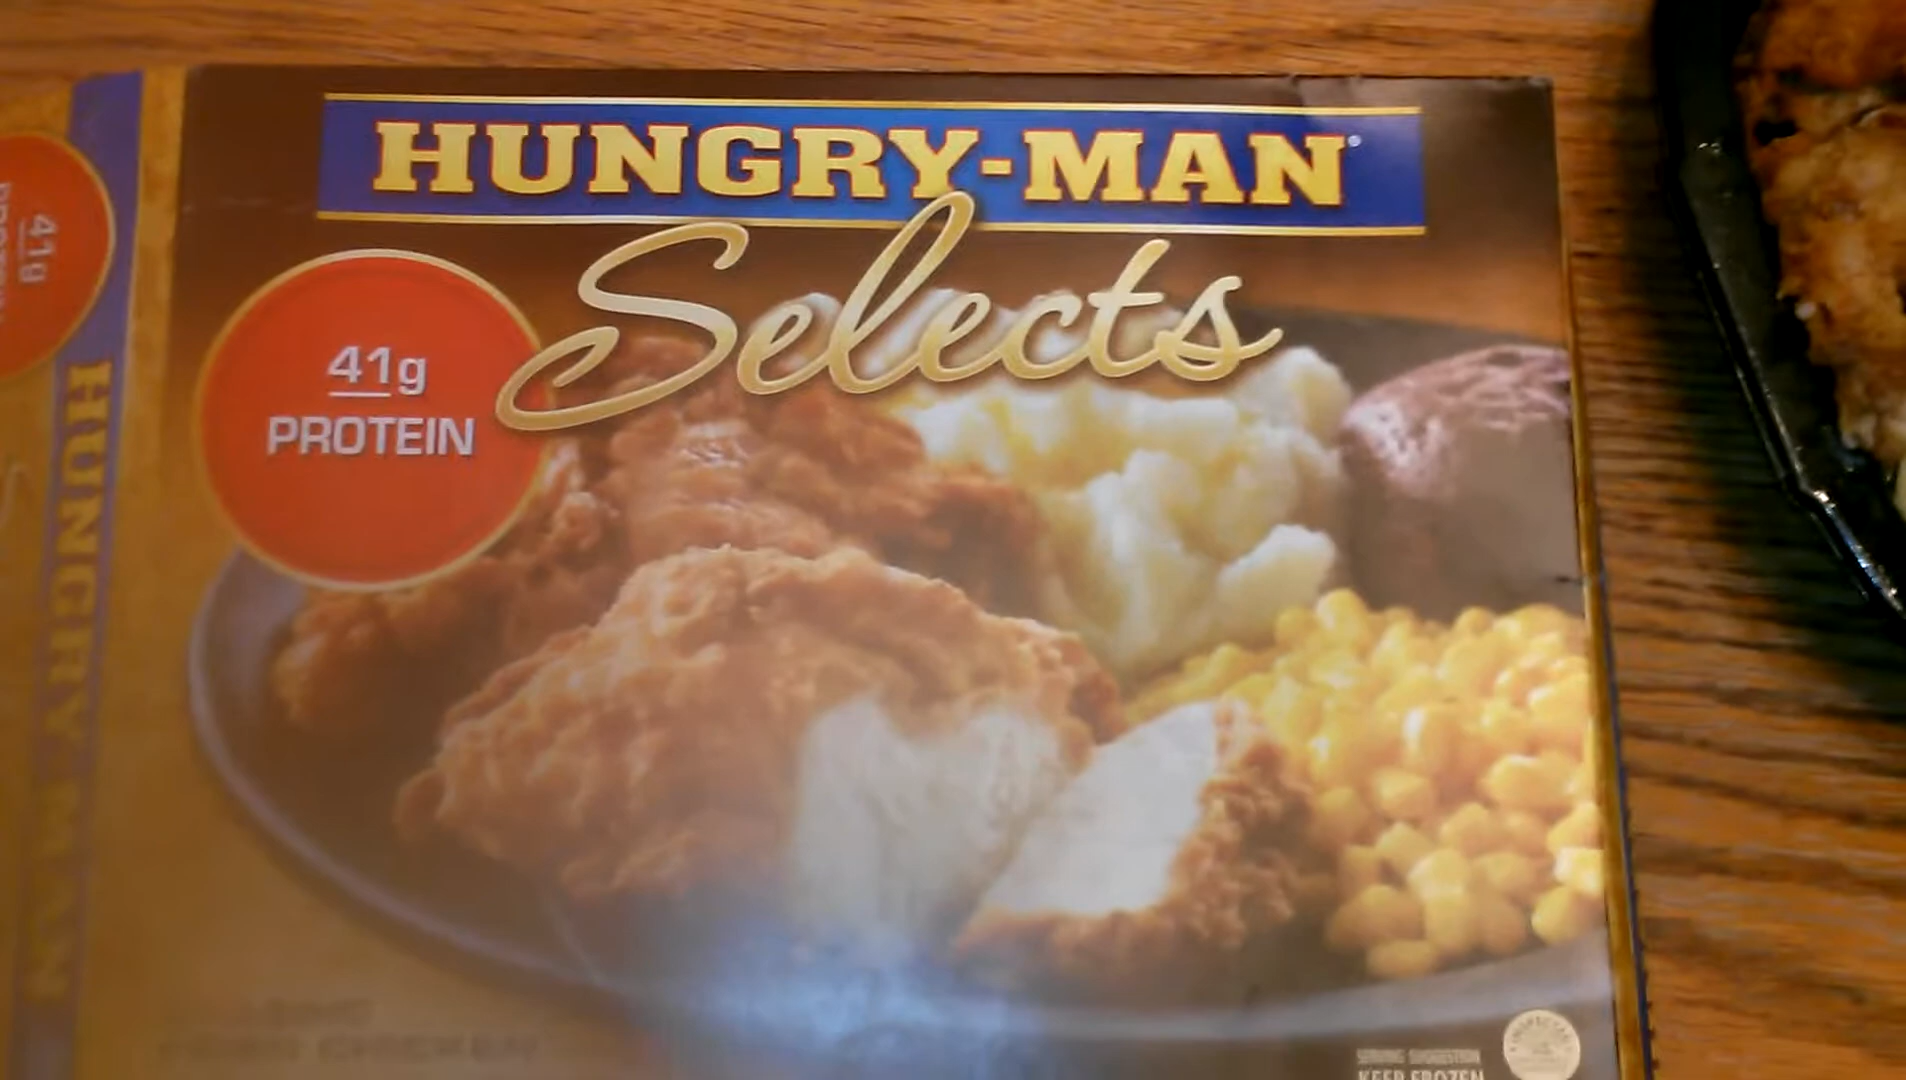 HUNGRY-MAN®
Selects
41g
PROTEIN
41g
HUNGRY-MAN
SERVING SUGGESTION
KEEP FROZEN